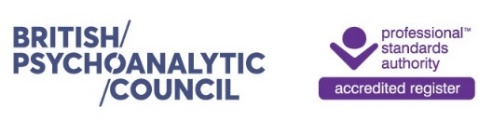 BRITISH/
PSYCHOANALYTIC
/COUNCIL
professional™
standards
authority
accredited register